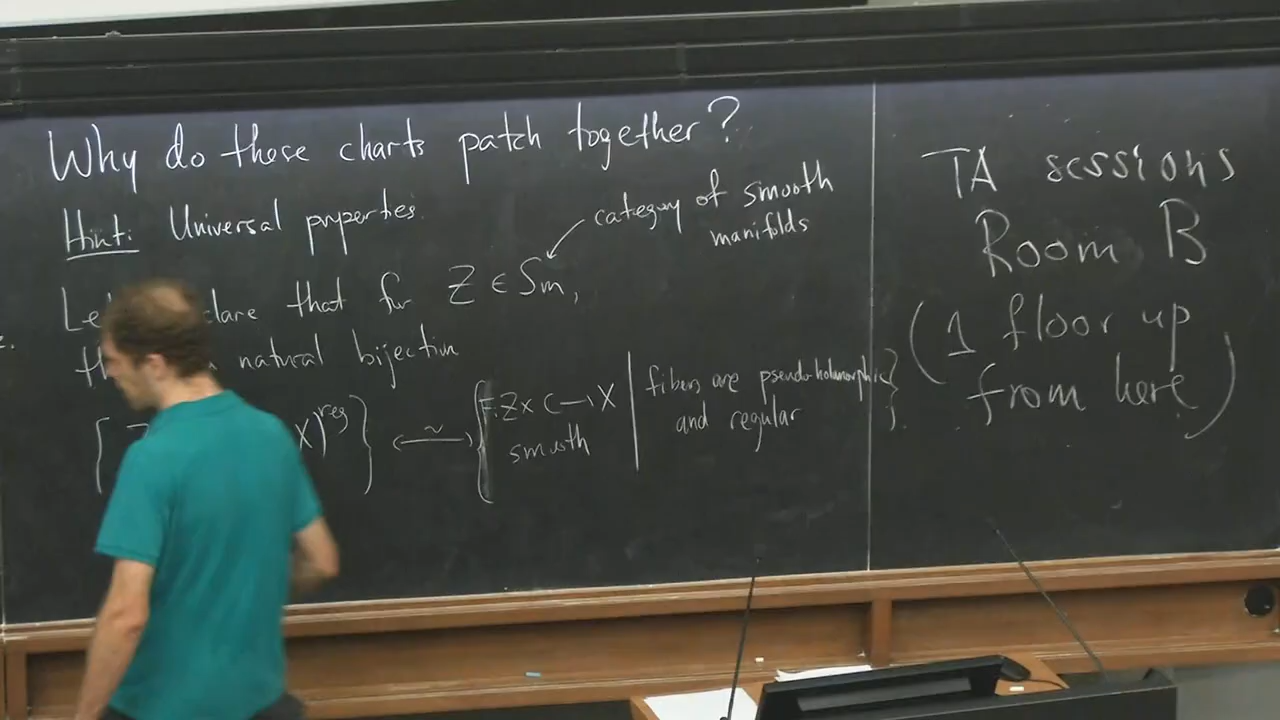 Why do these charts patch together?
Hint: Universal properties.
category of smooth
manifolds
Z ∈ Sm,
that for
natural bijection
X)^reg } ⟷~ { F: Z×C→X | fibers are pseudo-holomorphic }
smooth and regular
TA sessions
Room B
(1 floor up
from here)